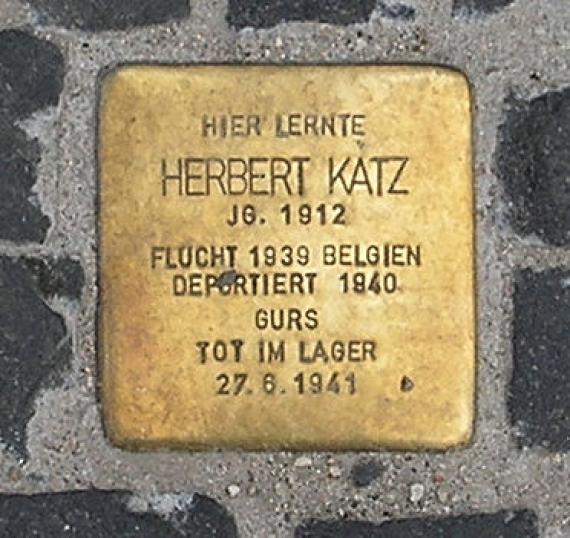 HIER LERNTE
HERBERT KATZ
JG. 1912
FLUCHT 1939 BELGIEN
DEPORTIERT 1940
GURS
TOT IM LAGER
27.6.1941